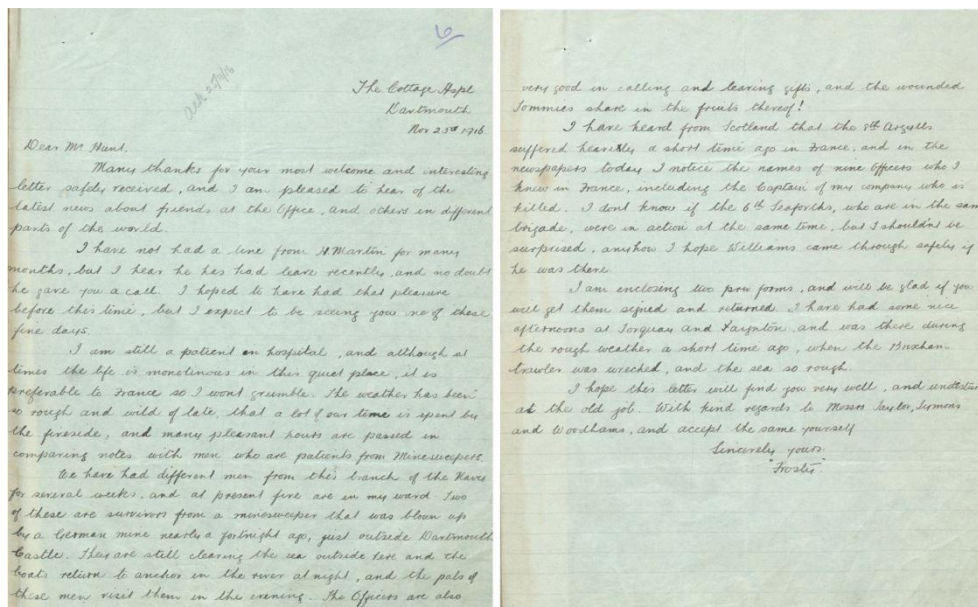 6/
ack 28/11/16
The Cottage Hspl
Dartmouth
Nov 25th 1916.
Dear Mr Hunt,
Many thanks for your most welcome and interesting
letter safely received, and I am pleased to hear of the
latest news about friends at the Office, and others in different
parts of the world.
I have not had a line from H. Martin for many
months, but I hear he has had leave recently, and no doubt
he gave you a call. I hoped to have had that pleasure
before this time, but I expect to be seeing you one of these
fine days.
I am still a patient in hospital, and although at
times the life is monotinous in this quiet place, it is
preferable to France so I wont grumble. The weather has been
so rough and wild of late, that a lot of our time is spent by
the fireside, and many pleasant hours are passed in
comparing notes with men who are patients from Minesweepers.
We have had different men from this branch of the Navy
for several weeks, and at present five are in my ward. Two
of these are survivors from a minesweeper that was blown up
by a German mine nearly a fortnight ago, just outside Dartmouth
Castle. They are still clearing the sea outside here and the
boats return to anchor in the river at night, and the pals of
these men visit them in the evening. The Officers are also
very good in calling and leaving gifts, and the wounded
Tommies share in the fruits thereof!
I have heard from Scotland that the 8th Argylls
suffered heavily a short time ago in France, and in the
newspapers today I notice the names of nine Officers who I
knew in France, including the Captain of my company who is
killed. I dont know if the 6th Seaforths, who are in the same
brigade, were in action at the same time, but I shouldn't be
surprised, anyhow I hope Williams came through safely if
he was there.
I am enclosing two prw forms, and will be glad if you
will get them signed and returned. I have had some nice
afternoons at Torquay and Paynton, and was there during
the rough weather a short time ago, when the Brixham
trawler was wrecked, and the sea so rough.
I hope this letter will find you very well, and
at the old job. With kind regards to Messrs Taylor, Symons
and Woodhams, and accept the same yourself
Sincerely yours.
"Froster"